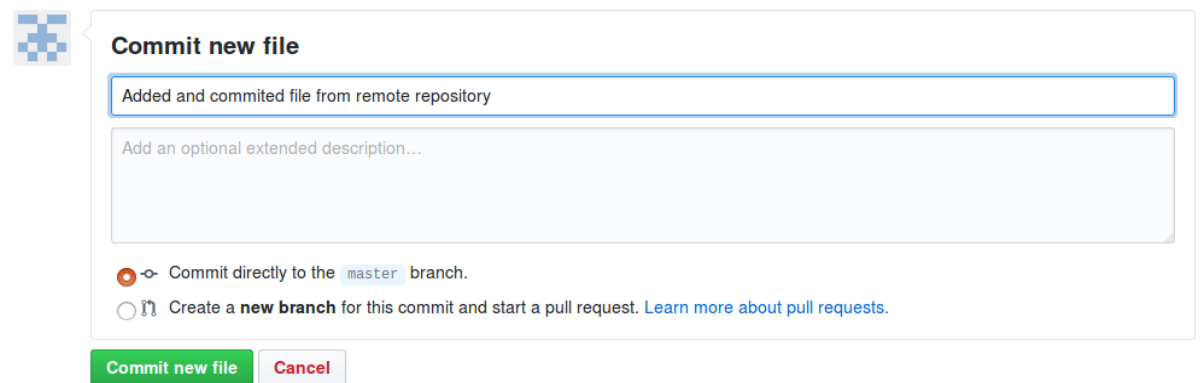 Commit new file
Added and commited file from remote repository
Add an optional extended description…
Commit directly to the master branch.
Create a new branch for this commit and start a pull request. Learn more about pull requests.
Commit new file Cancel